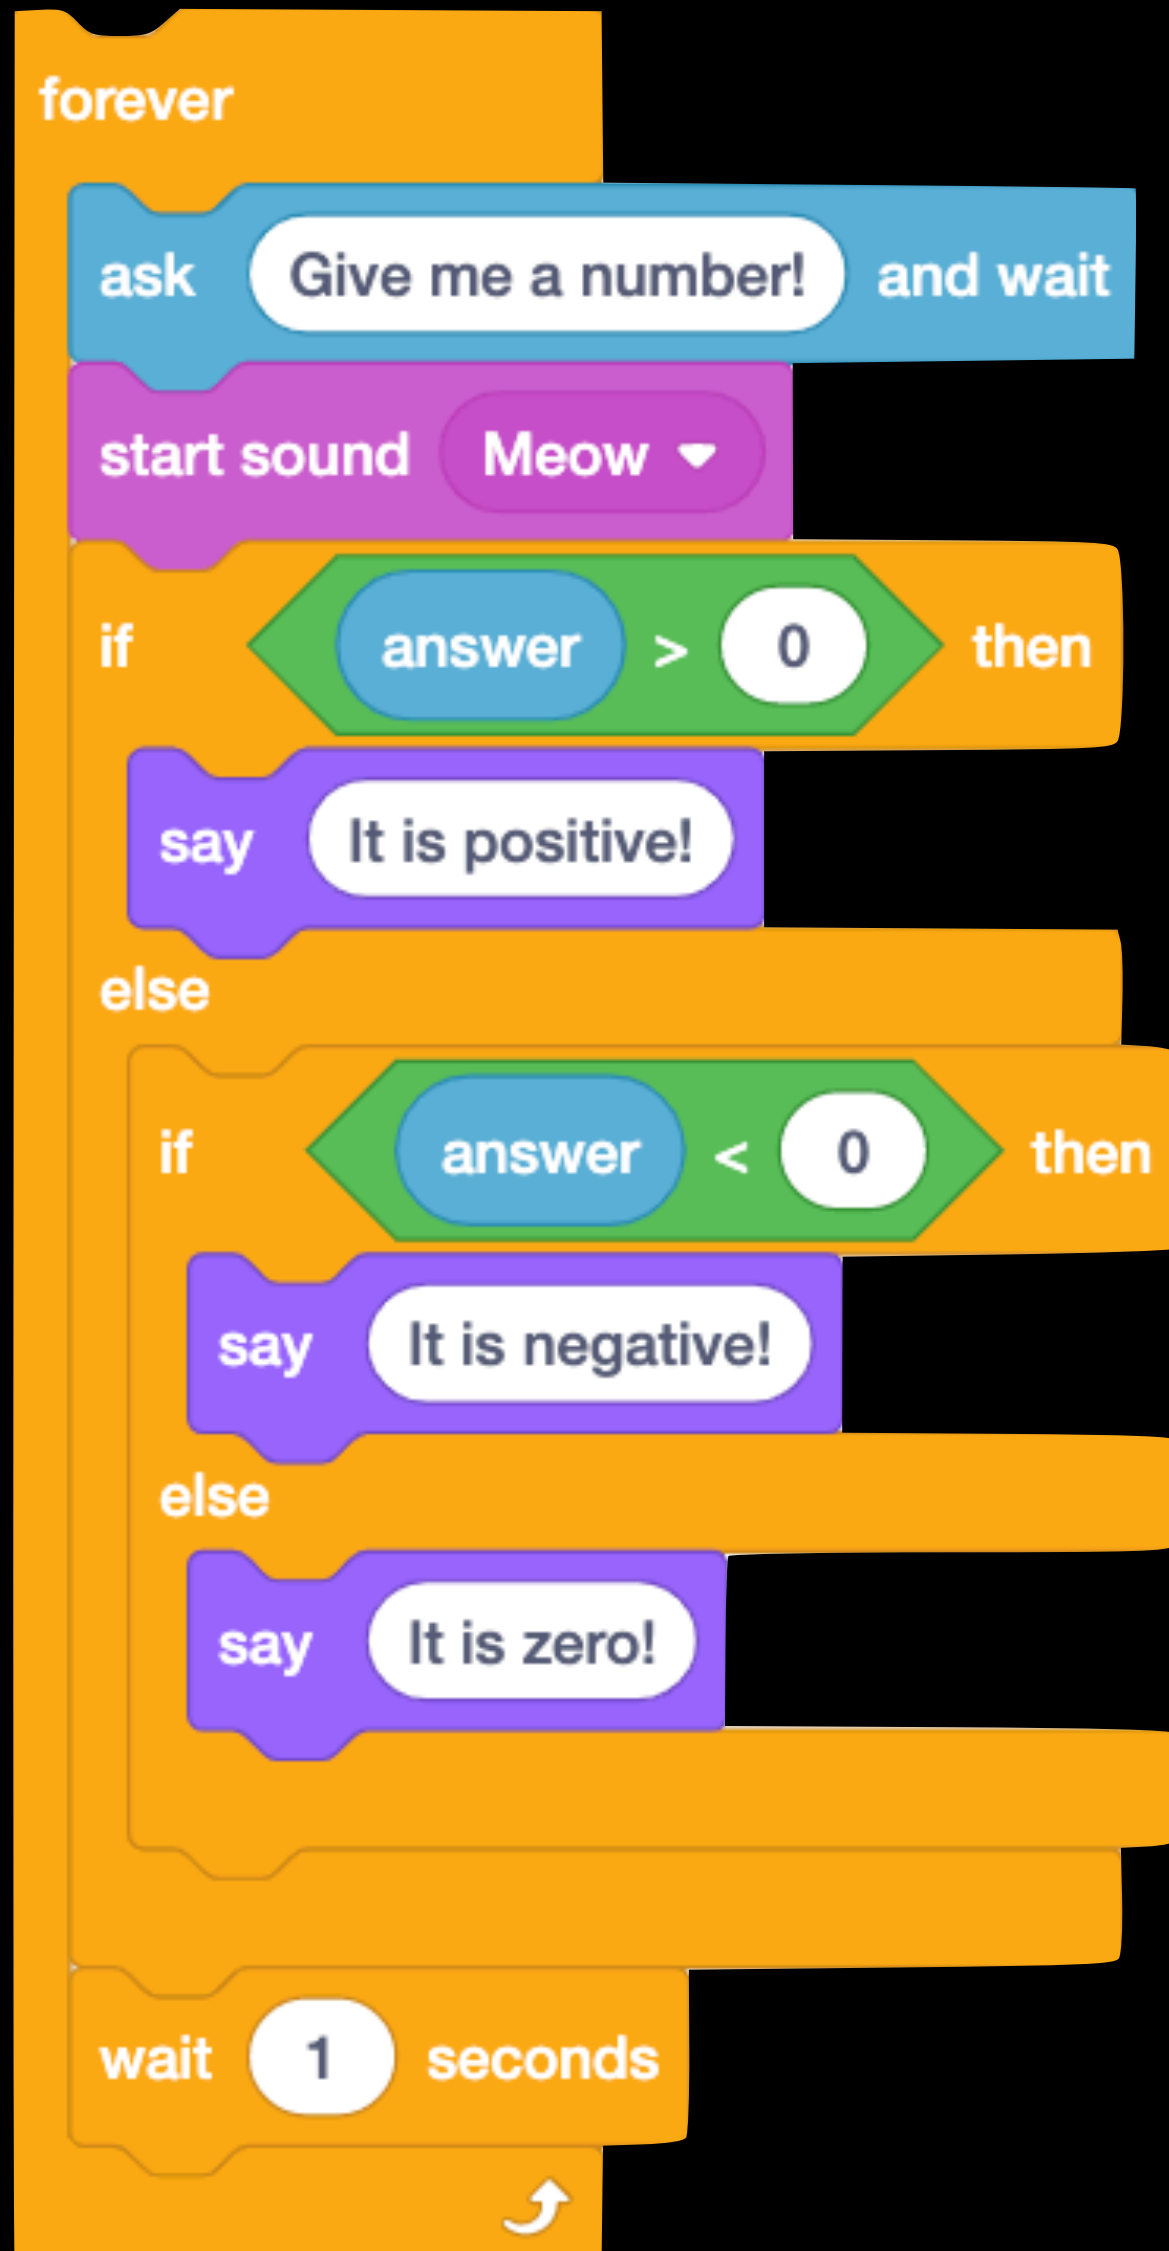 forever
ask Give me a number! and wait
start sound Meow
if answer > 0 then
say It is positive!
else
if answer < 0 then
say It is negative!
else
say It is zero!
wait 1 seconds